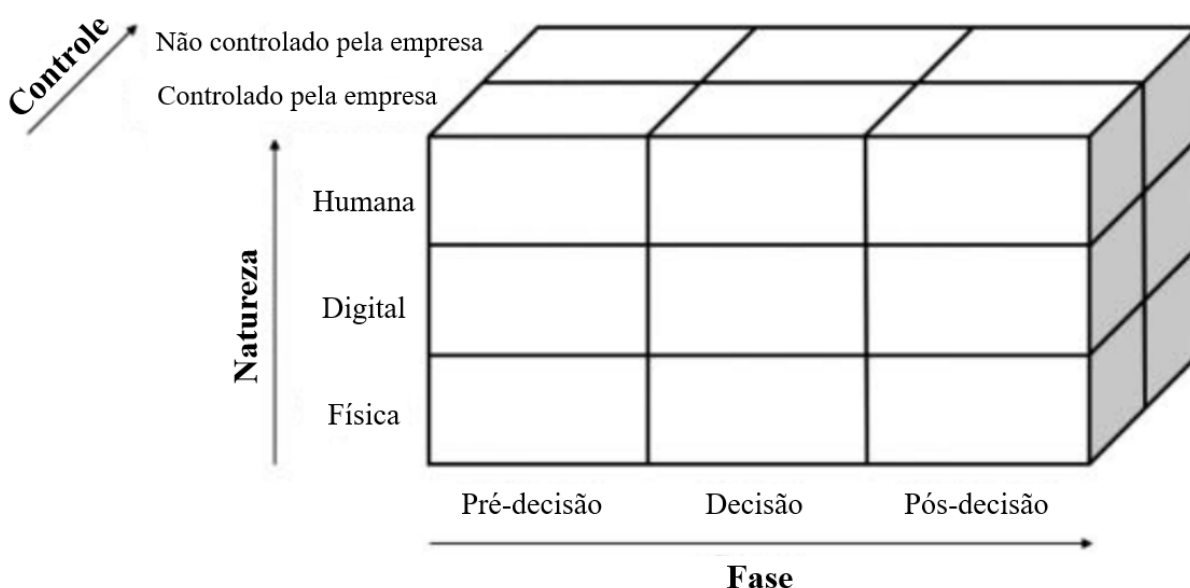 Controle
Não controlado pela empresa
Controlado pela empresa
Natureza
Humana
Digital
Física
Pré-decisão
Decisão
Pós-decisão
Fase